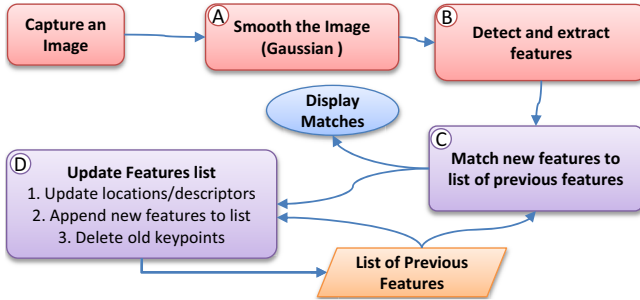 Capture an
Image
A
Smooth the Image
(Gaussian )
B
Detect and extract
features
Display
Matches
C
Match new features to
list of previous features
D
Update Features list
1. Update locations/descriptors
2. Append new features to list
3. Delete old keypoints
List of Previous
Features